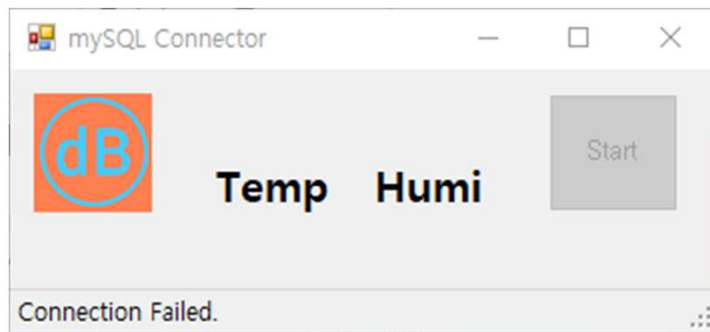 mySQL Connector
dB
Start
Temp Humi
Connection Failed.